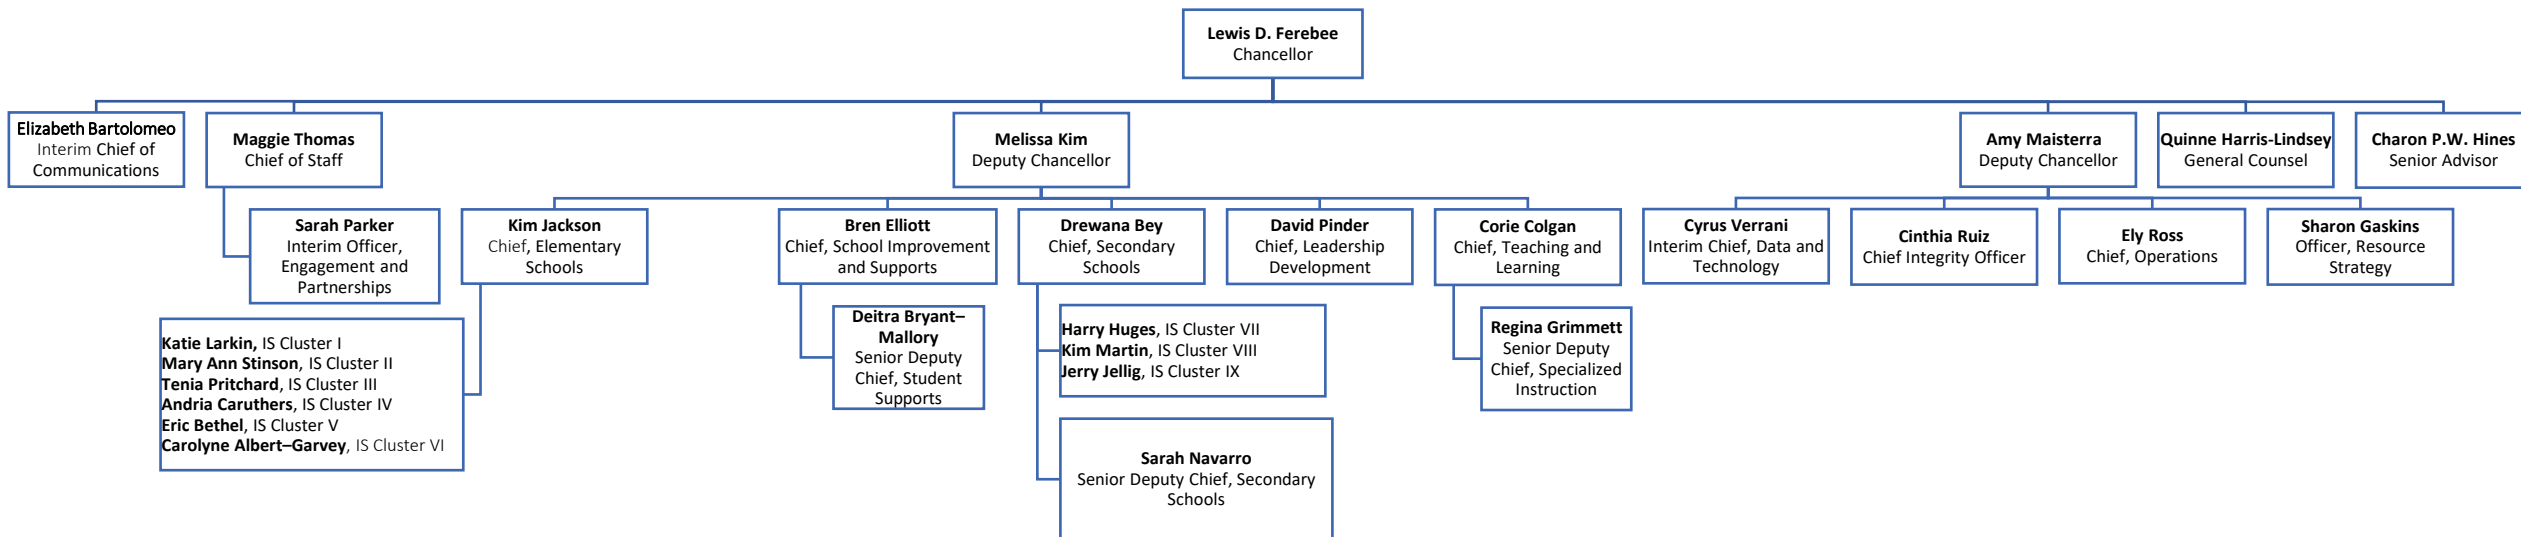 Lewis D. Ferebee
Chancellor
Elizabeth Bartolomeo
Interim Chief of
Communications
Maggie Thomas
Chief of Staff
Melissa Kim
Deputy Chancellor
Amy Maisterra
Deputy Chancellor
Quinne Harris-Lindsey
General Counsel
Charon P.W. Hines
Senior Advisor
Sarah Parker
Interim Officer,
Engagement and
Partnerships
Kim Jackson
Chief, Elementary
Schools
Bren Elliott
Chief, School Improvement
and Supports
Drewana Bey
Chief, Secondary
Schools
David Pinder
Chief, Leadership
Development
Corie Colgan
Chief, Teaching and
Learning
Cyrus Verrani
Interim Chief, Data and
Technology
Cinthia Ruiz
Chief Integrity Officer
Ely Ross
Chief, Operations
Sharon Gaskins
Officer, Resource
Strategy
Katie Larkin, IS Cluster I
Mary Ann Stinson, IS Cluster II
Tenia Pritchard, IS Cluster III
Andria Caruthers, IS Cluster IV
Eric Bethel, IS Cluster V
Carolyne Albert–Garvey, IS Cluster VI
Deitra Bryant–
Mallory
Senior Deputy
Chief, Student
Supports
Harry Huges, IS Cluster VII
Kim Martin, IS Cluster VIII
Jerry Jellig, IS Cluster IX
Regina Grimmett
Senior Deputy
Chief, Specialized
Instruction
Sarah Navarro
Senior Deputy Chief, Secondary
Schools